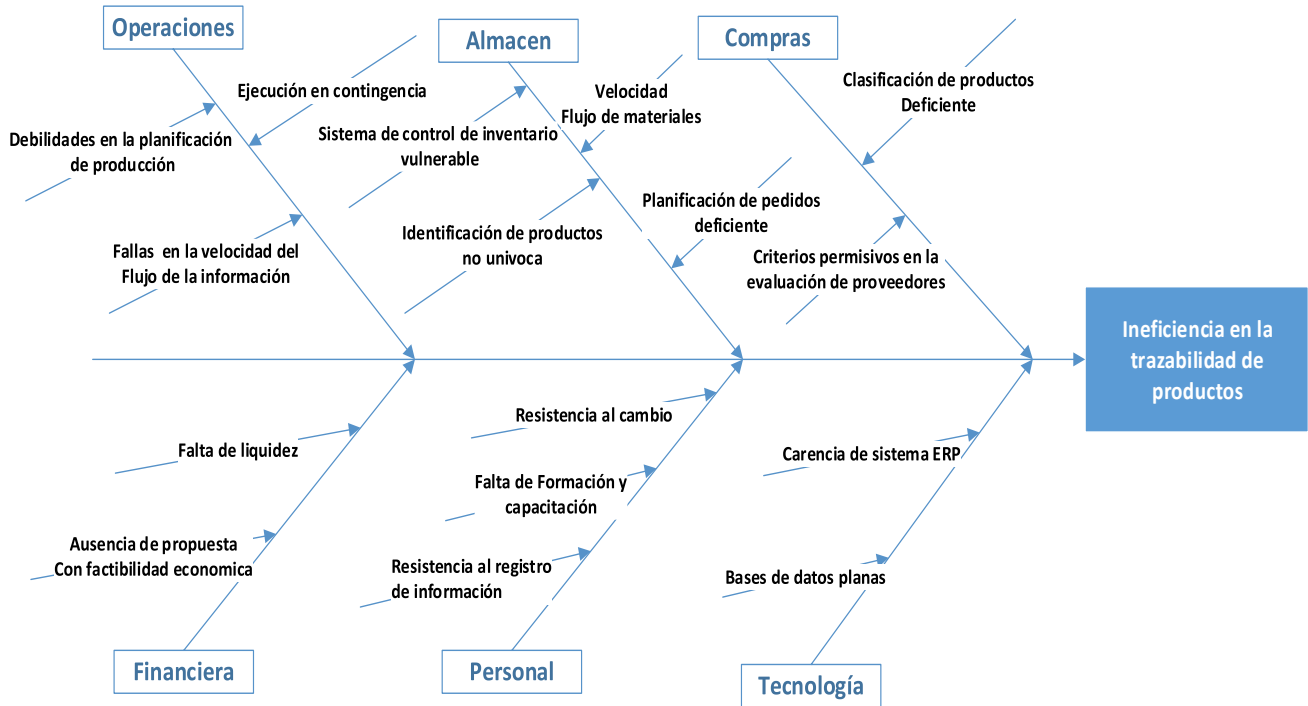 Operaciones
Almacen
Compras
Ejecución en contingencia
Debilidades en la planificación
de producción
Fallas en la velocidad del
Flujo de la información
Velocidad
Flujo de materiales
Sistema de control de inventario
vulnerable
Identificación de productos
no univoca
Planificación de pedidos
deficiente
Clasificación de productos
Deficiente
Criterios permisivos en la
evaluación de proveedores
Ineficiencia en la
trazabilidad de
productos
Falta de liquidez
Ausencia de propuesta
Con factibilidad economica
Resistencia al cambio
Falta de Formación y
capacitación
Resistencia al registro
de información
Carencia de sistema ERP
Bases de datos planas
Financiera
Personal
Tecnología